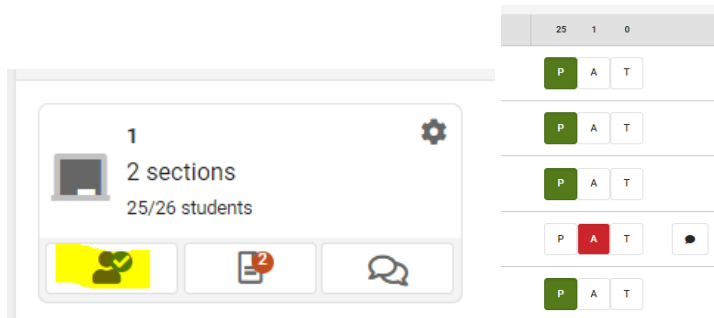 1
2 sections
25/26 students
2
25 1 0
P A T
P A T
P A T
P A T
P A T